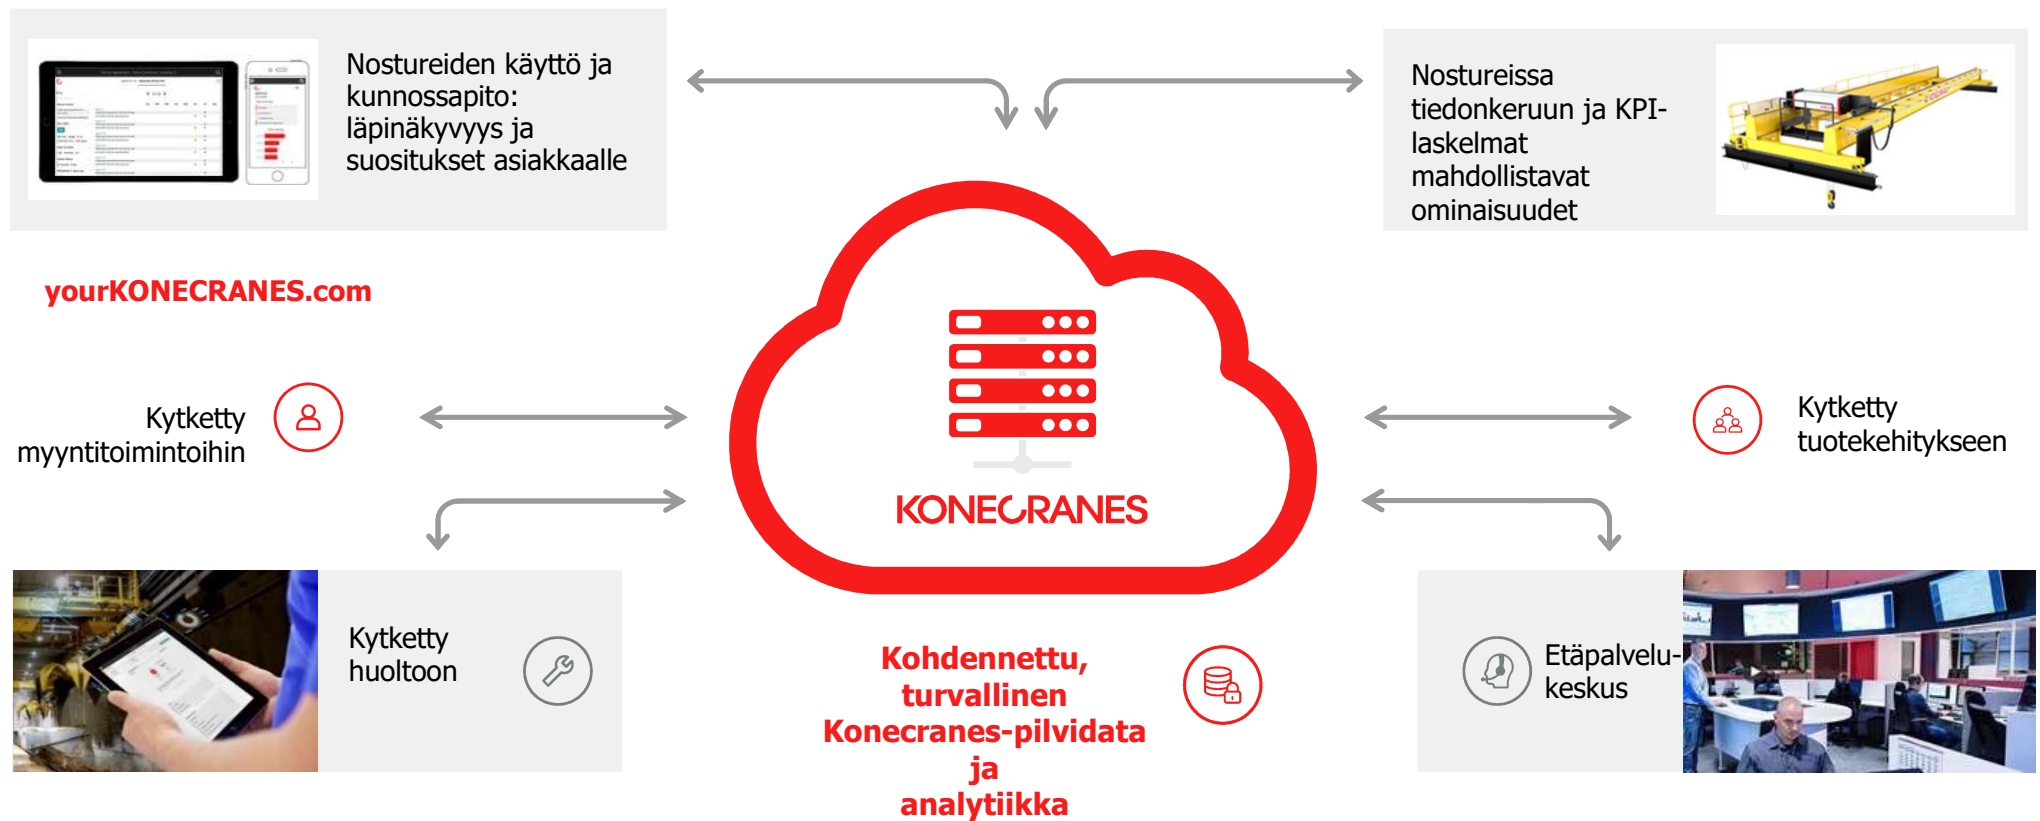 Nostureiden käyttö ja
kunnossapito:
läpinäkyvyys ja
suositukset asiakkaalle
Nostureissa
tiedonkeruun ja KPI-
laskelmat
mahdollistavat
ominaisuudet
yourKONECRANES.com
Kytketty
myyntitoimintoihin
KONECRANES
Kytketty
tuotekehitykseen
Kytketty
huoltoon
Kohdennettu,
turvallinen
Konecranes-pilvidata
ja
analytiikka
Etäpalvelu-
keskus